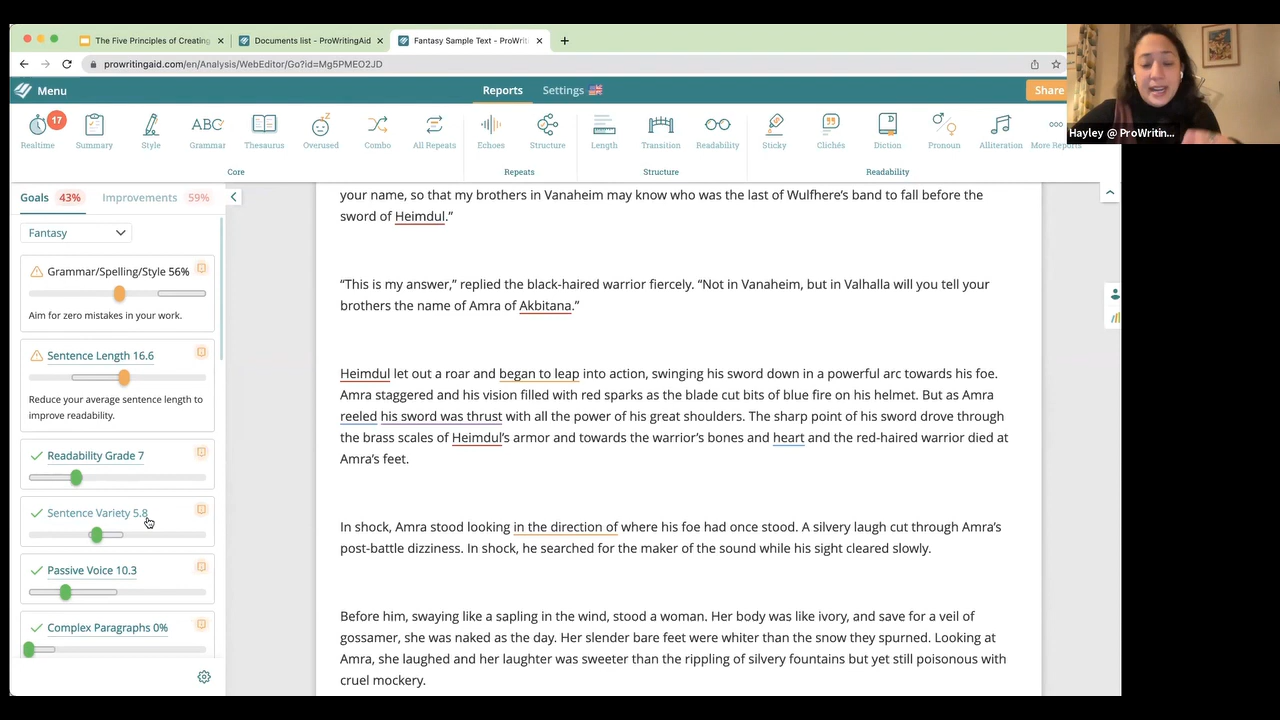 The Five Principles of Creating
Documents list - ProWritingAid
Fantasy Sample Text - ProWriti
prowritingaid.com/en/Analysis/WebEditor/Go?id=Mg5PMEO2JD
Menu
Reports
Settings
Share
17
Realtime
Summary
Style
ABC
Grammar
Thesaurus
Overused
Combo
All Repeats
Echoes
Structure
Length
Transition
Readability
Sticky
Clichés
Diction
Pronoun
Alliteration
More Reports
Core
Repeats
Structure
Readability
Hayley @ ProWritin...
Goals 43%
Improvements 59%
Fantasy
Grammar/Spelling/Style 56%
Aim for zero mistakes in your work.
Sentence Length 16.6
Reduce your average sentence length to
improve readability.
Readability Grade 7
Sentence Variety 5.8
Passive Voice 10.3
Complex Paragraphs 0%
your name, so that my brothers in Vanaheim may know who was the last of Wulfhere’s band to fall before the
sword of Heimdul.”
“This is my answer,” replied the black-haired warrior fiercely. “Not in Vanaheim, but in Valhalla will you tell your
brothers the name of Amra of Akbitana.”
Heimdul let out a roar and began to leap into action, swinging his sword down in a powerful arc towards his foe.
Amra staggered and his vision filled with red sparks as the blade cut bits of blue fire on his helmet. But as Amra
reeled his sword was thrust with all the power of his great shoulders. The sharp point of his sword drove through
the brass scales of Heimdul’s armor and towards the warrior’s bones and heart and the red-haired warrior died at
Amra’s feet.
In shock, Amra stood looking in the direction of where his foe had once stood. A silvery laugh cut through Amra’s
post-battle dizziness. In shock, he searched for the maker of the sound while his sight cleared slowly.
Before him, swaying like a sapling in the wind, stood a woman. Her body was like ivory, and save for a veil of
gossamer, she was naked as the day. Her slender bare feet were whiter than the snow they spurned. Looking at
Amra, she laughed and her laughter was sweeter than the rippling of silvery fountains but yet still poisonous with
cruel mockery.